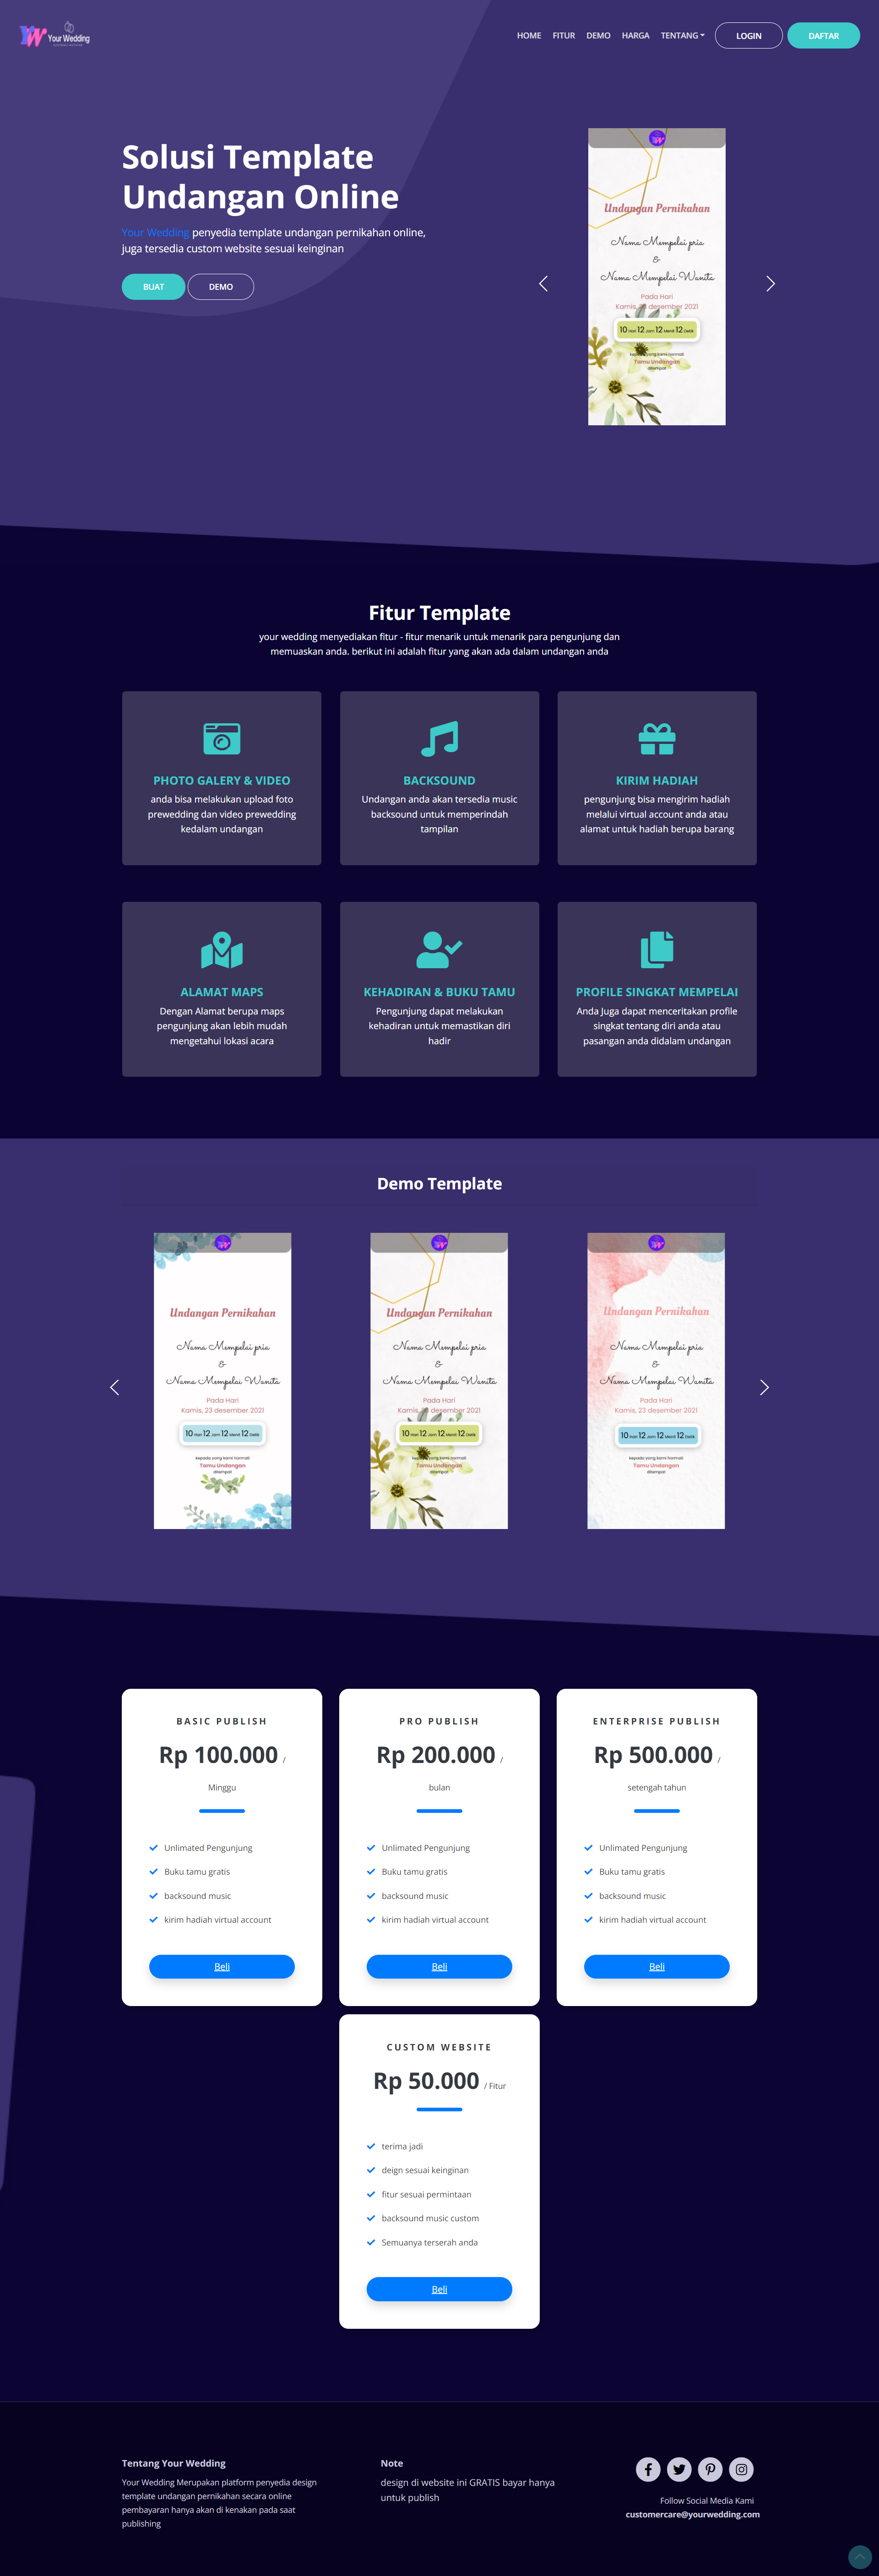 Your Wedding
HOME FITUR DEMO HARGA TENTANG LOGIN DAFTAR
Solusi Template
Undangan Online
Your Wedding penyedia template undangan pernikahan online,
juga tersedia custom website sesuai keinginan
BUAT DEMO
Undangan Pernikahan
Nama Mempelai pria
&
Nama Mempelai Wanita
Pada Hari
Kamis, 23 desember 2021
10 Hari 12 Jam 12 Menit 12 Detik
kepada yang kami hormati
Tamu Undangan
ditempat
Fitur Template
your wedding menyediakan fitur - fitur menarik untuk menarik para pengunjung dan
memuaskan anda. berikut ini adalah fitur yang akan ada dalam undangan anda
PHOTO GALERY & VIDEO
anda bisa melakukan upload foto
prewedding dan video prewedding
kedalam undangan
BACKSOUND
Undangan anda akan tersedia music
backsound untuk memperindah
tampilan
KIRIM HADIAH
pengunjung bisa mengirim hadiah
melalui virtual account anda atau
alamat untuk hadiah berupa barang
ALAMAT MAPS
Dengan Alamat berupa maps
pengunjung akan lebih mudah
mengetahui lokasi acara
KEHADIRAN & BUKU TAMU
Pengunjung dapat melakukan
kehadiran untuk memastikan diri
hadir
PROFILE SINGKAT MEMPELAI
Anda Juga dapat menceritakan profile
singkat tentang diri anda atau
pasangan anda didalam undangan
Demo Template
Undangan Pernikahan
Nama Mempelai pria
&
Nama Mempelai Wanita
Pada Hari
Kamis, 23 desember 2021
10 Hari 12 Jam 12 Menit 12 Detik
kepada yang kami hormati
Tamu Undangan
ditempat
Undangan Pernikahan
Nama Mempelai pria
&
Nama Mempelai Wanita
Pada Hari
Kamis, 23 desember 2021
10 Hari 12 Jam 12 Menit 12 Detik
kepada yang kami hormati
Tamu Undangan
ditempat
Undangan Pernikahan
Nama Mempelai pria
&
Nama Mempelai Wanita
Pada Hari
Kamis, 23 desember 2021
10 Hari 12 Jam 12 Menit 12 Detik
kepada yang kami hormati
Tamu Undangan
ditempat
BASIC PUBLISH
Rp 100.000 /
Minggu
Unlimated Pengunjung
Buku tamu gratis
backsound music
kirim hadiah virtual account
Beli
PRO PUBLISH
Rp 200.000 /
bulan
Unlimated Pengunjung
Buku tamu gratis
backsound music
kirim hadiah virtual account
Beli
ENTERPRISE PUBLISH
Rp 500.000 /
setengah tahun
Unlimated Pengunjung
Buku tamu gratis
backsound music
kirim hadiah virtual account
Beli
CUSTOM WEBSITE
Rp 50.000 / Fitur
terima jadi
deign sesuai keinginan
fitur sesuai permintaan
backsound music custom
Semuanya terserah anda
Beli
Tentang Your Wedding
Your Wedding Merupakan platform penyedia design
template undangan pernikahan secara online
pembayaran hanya akan di kenakan pada saat
publishing
Note
design di website ini GRATIS bayar hanya
untuk publish
Follow Social Media Kami
customercare@yourwedding.com